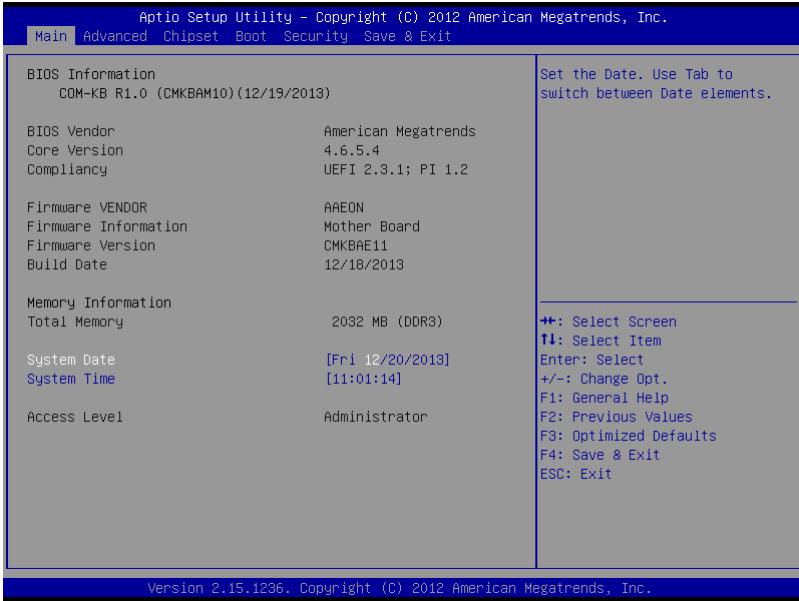 Aptio Setup Utility – Copyright (C) 2012 American Megatrends, Inc.
Main Advanced Chipset Boot Security Save & Exit
BIOS Information
COM-KB R1.0 (CMKBAM10)(12/19/2013)
BIOS Vendor American Megatrends
Core Version 4.6.5.4
Compliancy UEFI 2.3.1; PI 1.2
Firmware VENDOR AAEON
Firmware Information Mother Board
Firmware Version CMKBAE11
Build Date 12/18/2013
Memory Information
Total Memory 2032 MB (DDR3)
System Date [Fri 12/20/2013]
System Time [11:01:14]
Access Level Administrator
Set the Date. Use Tab to
switch between Date elements.
→←: Select Screen
↑↓: Select Item
Enter: Select
+/-: Change Opt.
F1: General Help
F2: Previous Values
F3: Optimized Defaults
F4: Save & Exit
ESC: Exit
Version 2.15.1236. Copyright (C) 2012 American Megatrends, Inc.